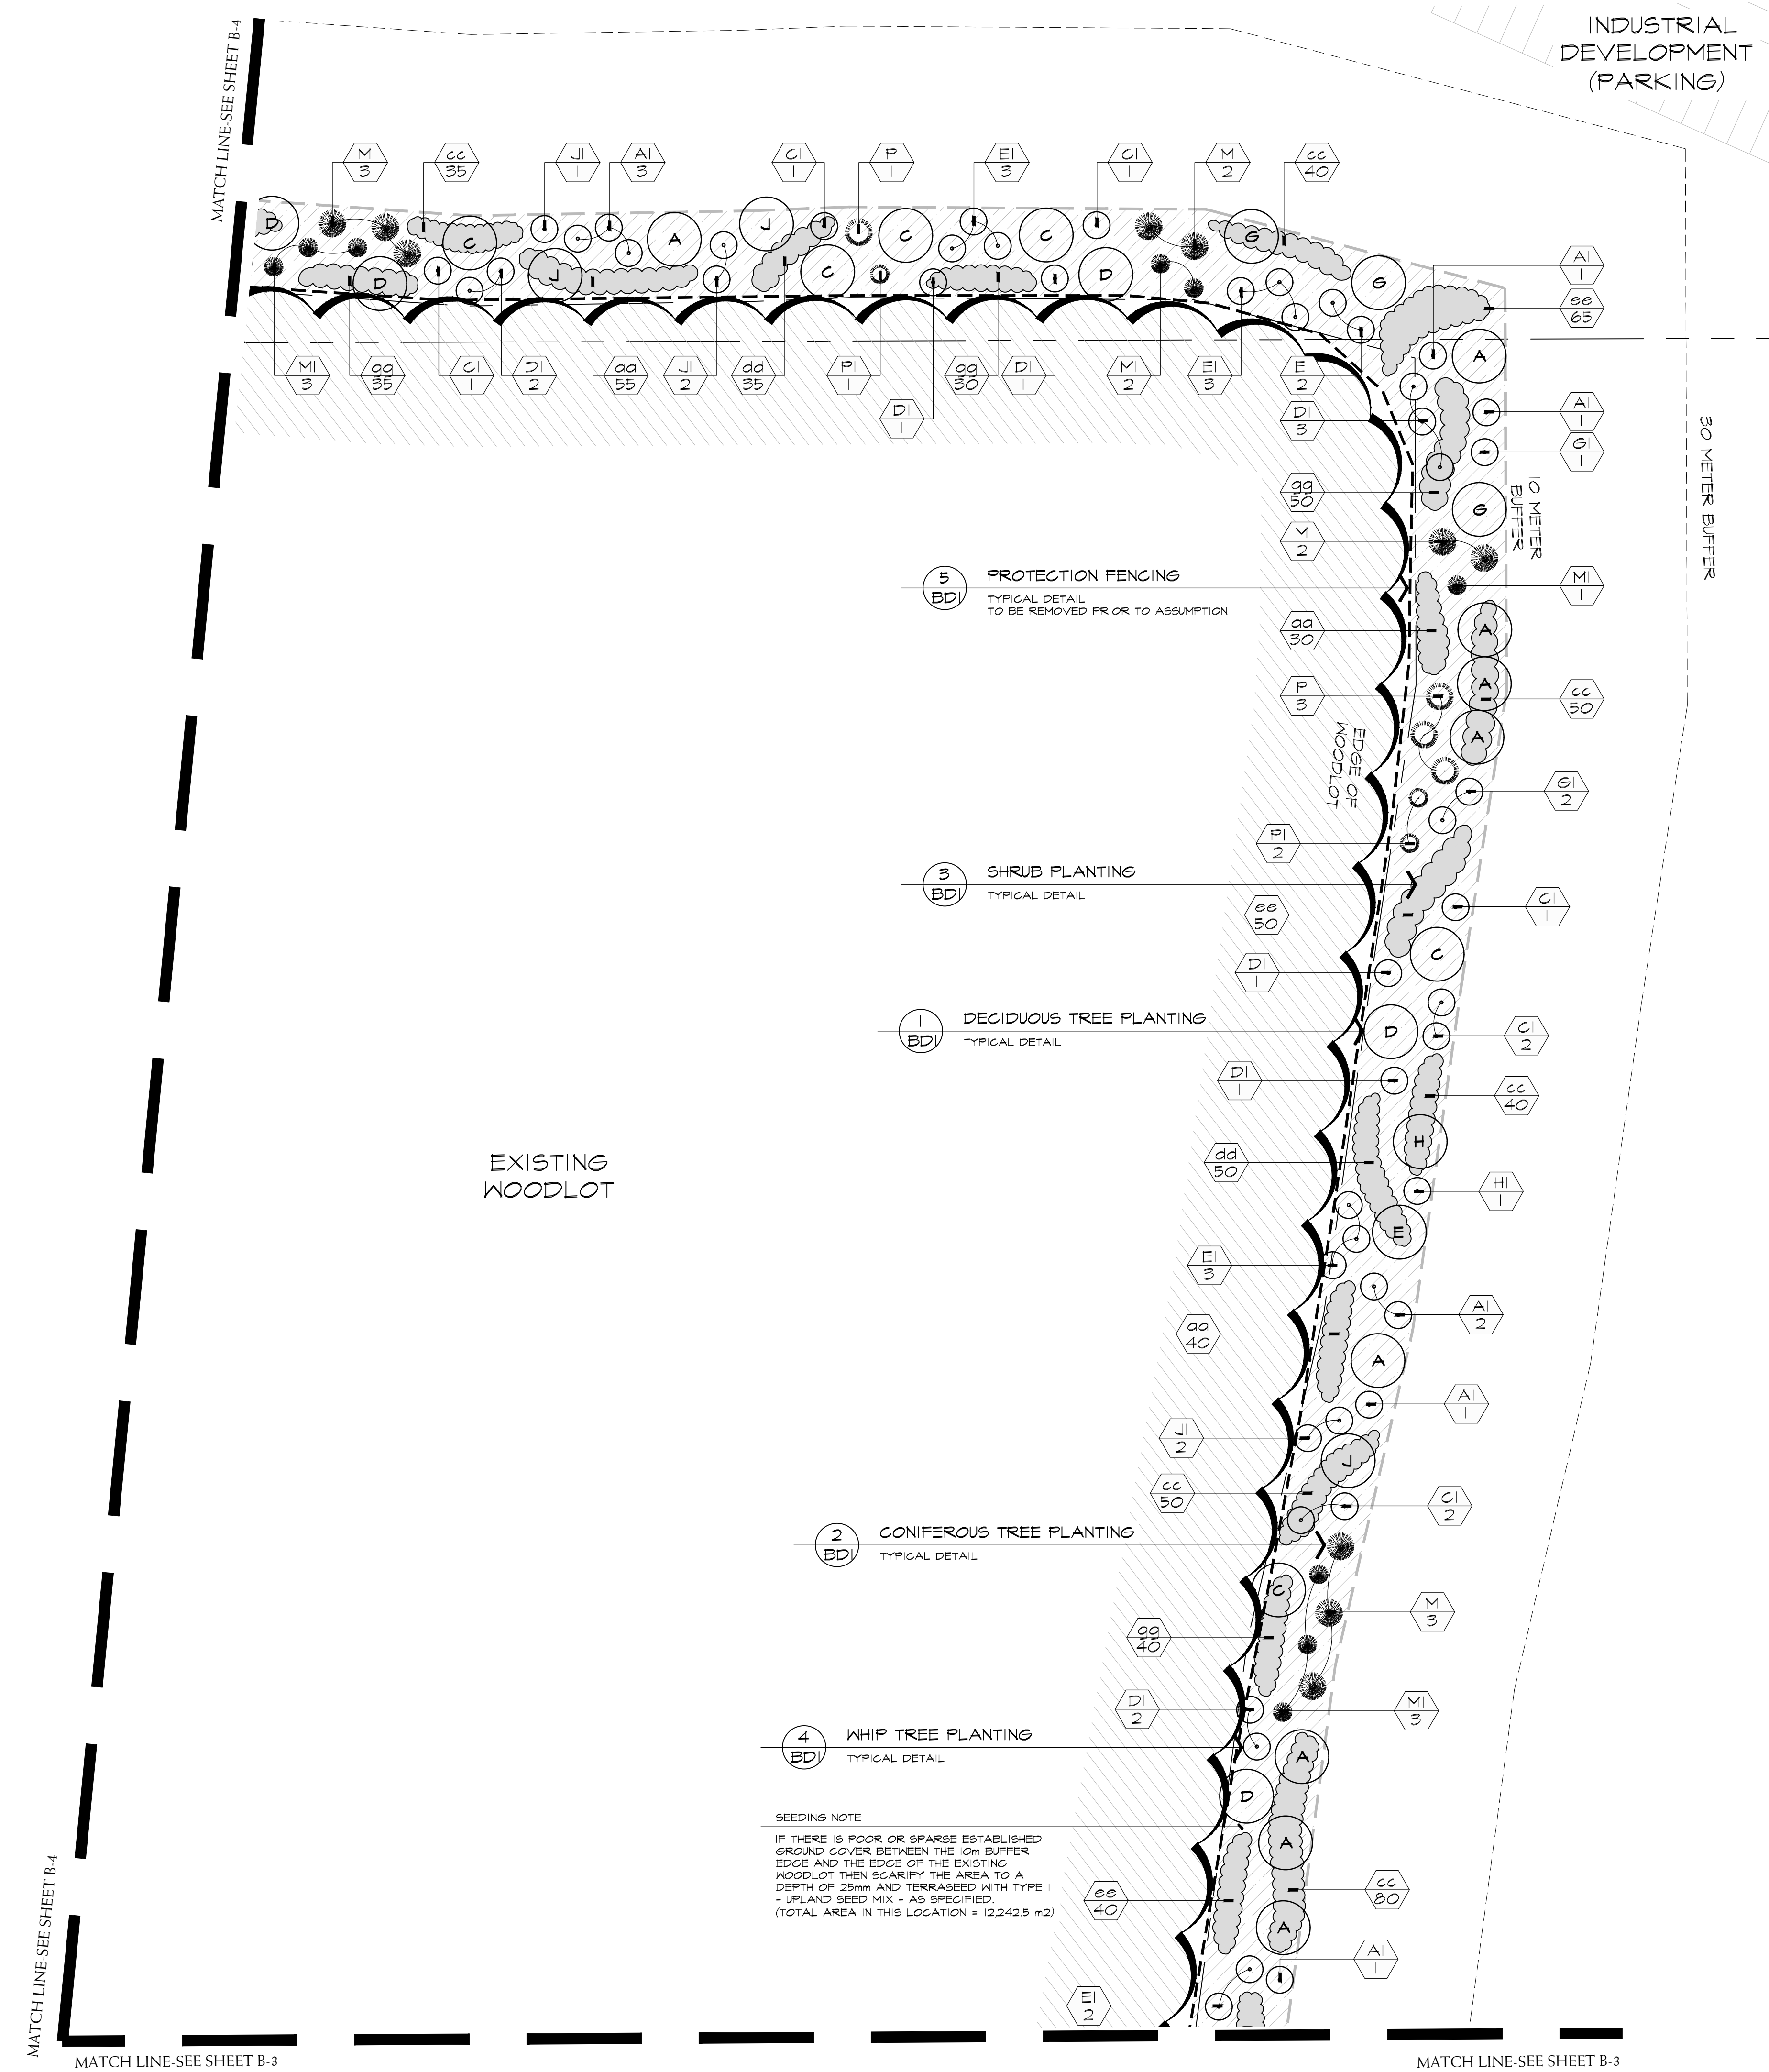 INDUSTRIAL
DEVELOPMENT
(PARKING)
MATCH LINE-SEE SHEET B-4
M
3
cc
35
J1
1
A1
3
C1
1
P
1
E1
3
C1
1
M
2
cc
40
D
C
A
J
C
C
G
D
J
C
D
G
A1
1
ee
65
A
M1
3
gg
35
C1
1
D1
2
aa
55
J1
2
dd
35
P1
1
gg
30
D1
1
M1
2
E1
3
E1
2
D1
1
D1
3
A1
1
G1
1
30 METER BUFFER
gg
50
G
10 METER
BUFFER
M
2
5
BD1
PROTECTION FENCING
TYPICAL DETAIL
TO BE REMOVED PRIOR TO ASSUMPTION
M1
1
aa
30
A
P
3
A
cc
50
EDGE OF
WOODLOT
A
G1
2
P1
2
3
BD1
SHRUB PLANTING
TYPICAL DETAIL
ee
50
C1
1
C
D1
1
1
BD1
DECIDUOUS TREE PLANTING
TYPICAL DETAIL
D
C1
2
D1
1
cc
40
H
EXISTING
WOODLOT
dd
50
H1
1
E
E1
3
A1
2
aa
40
A
A1
1
J1
2
J
cc
50
C1
2
2
BD1
CONIFEROUS TREE PLANTING
TYPICAL DETAIL
C
M
3
gg
40
D1
2
M1
3
4
BD1
WHIP TREE PLANTING
TYPICAL DETAIL
A
D
SEEDING NOTE
IF THERE IS POOR OR SPARSE ESTABLISHED
GROUND COVER BETWEEN THE 10m BUFFER
EDGE AND THE EDGE OF THE EXISTING
WOODLOT THEN SCARIFY THE AREA TO A
DEPTH OF 25mm AND TERRASEED WITH TYPE 1
- UPLAND SEED MIX - AS SPECIFIED.
(TOTAL AREA IN THIS LOCATION = 12,242.5 m2)
A
ee
40
cc
80
A
A1
1
E1
2
MATCH LINE-SEE SHEET B-4
MATCH LINE-SEE SHEET B-3
MATCH LINE-SEE SHEET B-3